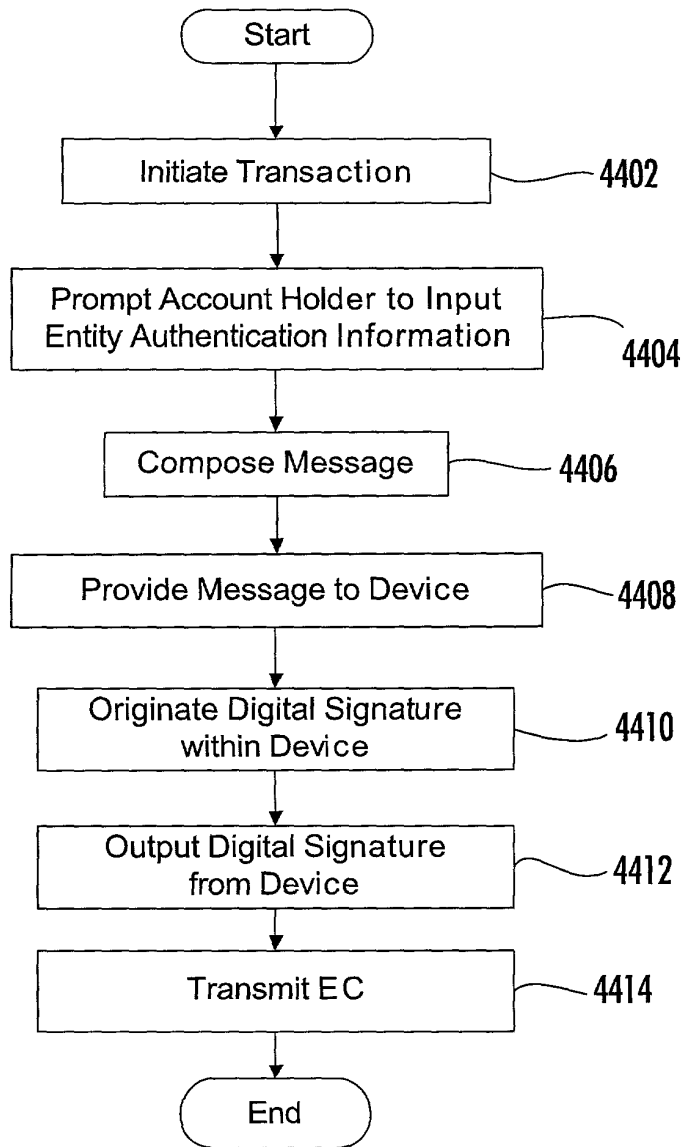 Start
Initiate Transaction
4402
Prompt Account Holder to Input
Entity Authentication Information
4404
Compose Message
4406
Provide Message to Device
4408
Originate Digital Signature
within Device
4410
Output Digital Signature
from Device
4412
Transmit EC
4414
End